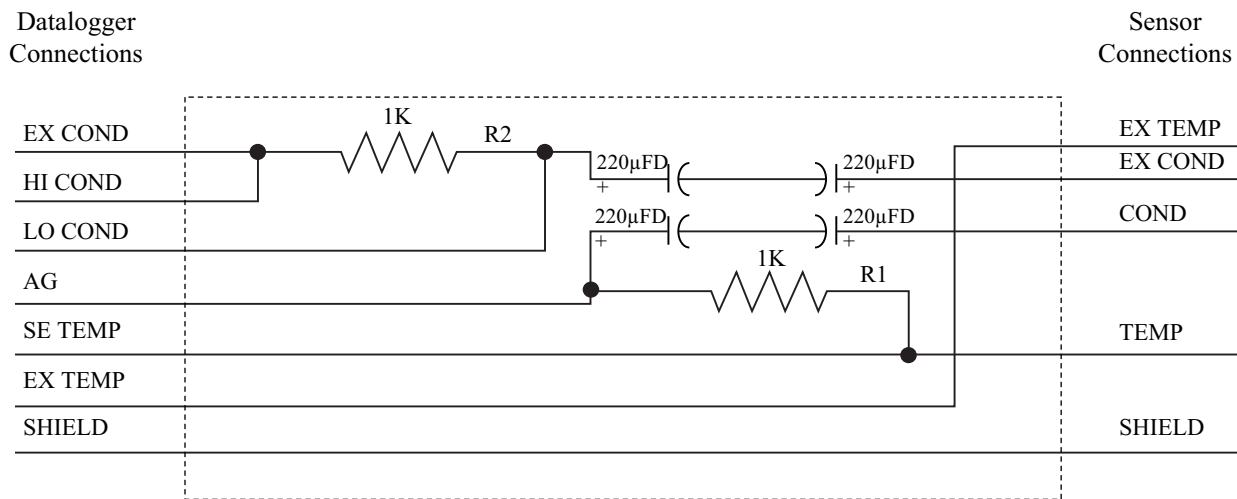 Datalogger
Connections
Sensor
Connections
1K
R2
EX COND
HI COND
LO COND
AG
SE TEMP
EX TEMP
SHIELD
220µFD
+
220µFD
+
220µFD
+
220µFD
+
1K
R1
EX TEMP
EX COND
COND
TEMP
SHIELD